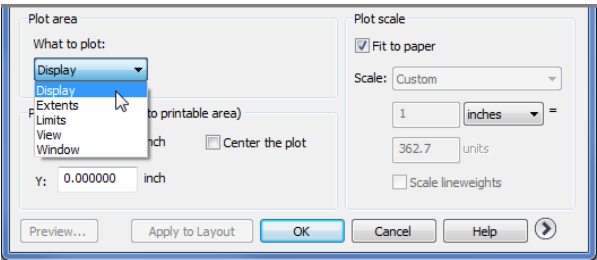 Plot area
What to plot:
Display
Display
Extents
Limits
View
Window
to printable area)
Center the plot
Y: 0.000000 inch
Plot scale
Fit to paper
Scale: Custom
1 inches =
362.7 units
Scale lineweights
Preview... Apply to Layout OK Cancel Help